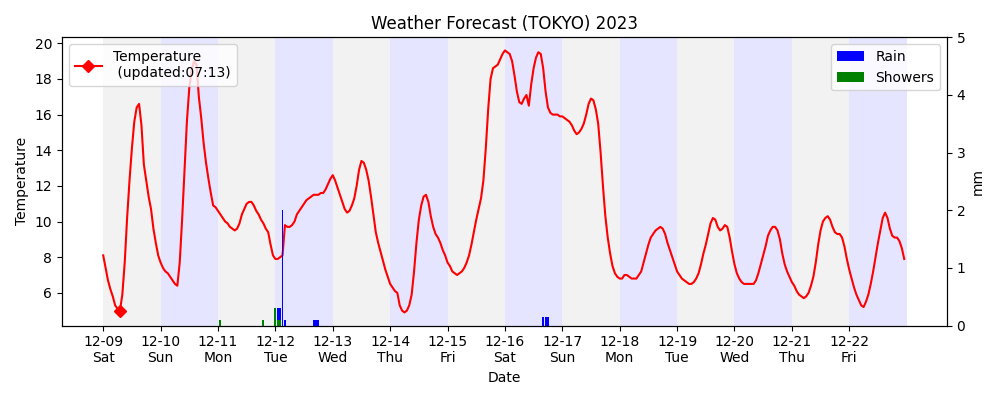 Weather Forecast (TOKYO) 2023
Temperature
(updated:07:13)
Rain
Showers
20
18
16
14
12
10
8
6
Temperature
5
4
3
2
1
0
mm
12-09 12-10 12-11 12-12 12-13 12-14 12-15 12-16 12-17 12-18 12-19 12-20 12-21 12-22
Sat Sun Mon Tue Wed Thu Fri Sat Sun Mon Tue Wed Thu Fri
Date